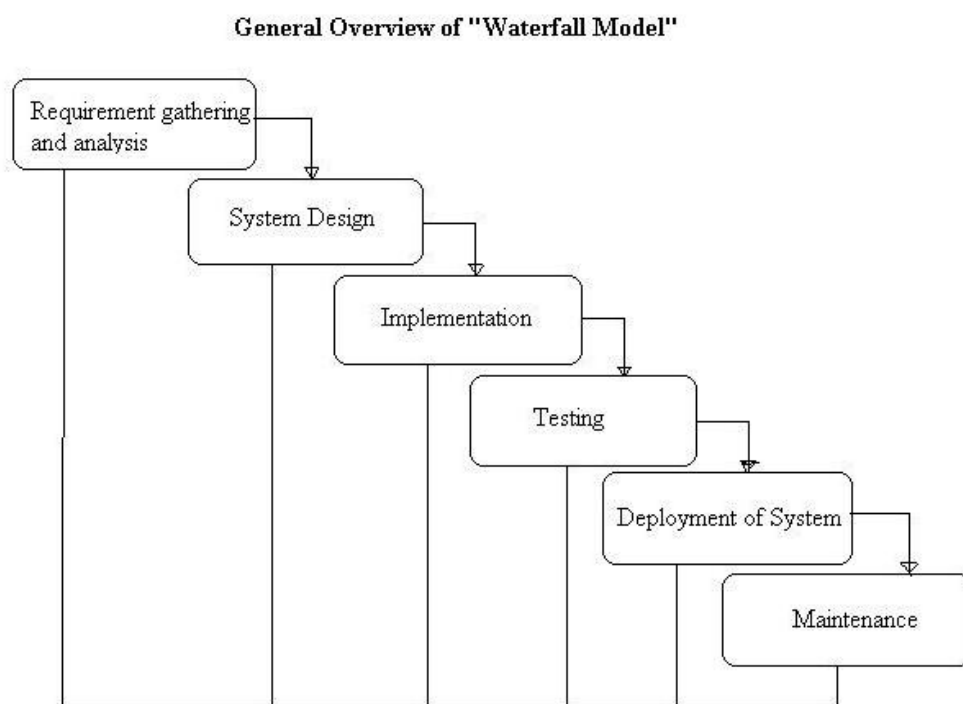 General Overview of "Waterfall Model"
Requirement gathering
and analysis
System Design
Implementation
Testing
Deployment of System
Maintenance